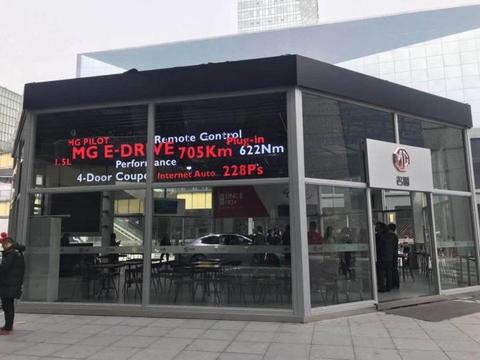 MG PILOT Remote Control Plug-in
1.5L MG E-DRIVE 705Km 622Nm
Performance
4-Door Coupe Internet Auto 228Ps
MG
名爵